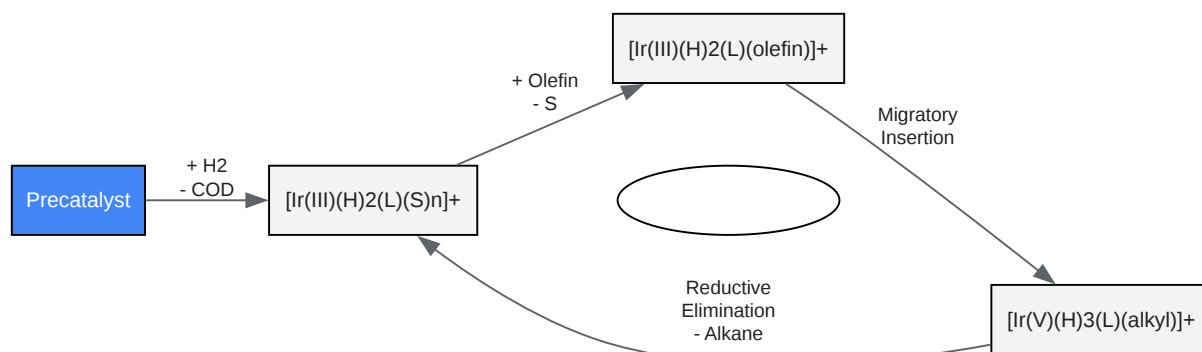 [Ir(III)(H)2(L)(olefin)]+
+ Olefin
- S
Migratory
Insertion
+ H2
- COD
Precatalyst
[Ir(III)(H)2(L)(S)n]+
Reductive
Elimination
- Alkane
[Ir(V)(H)3(L)(alkyl)]+